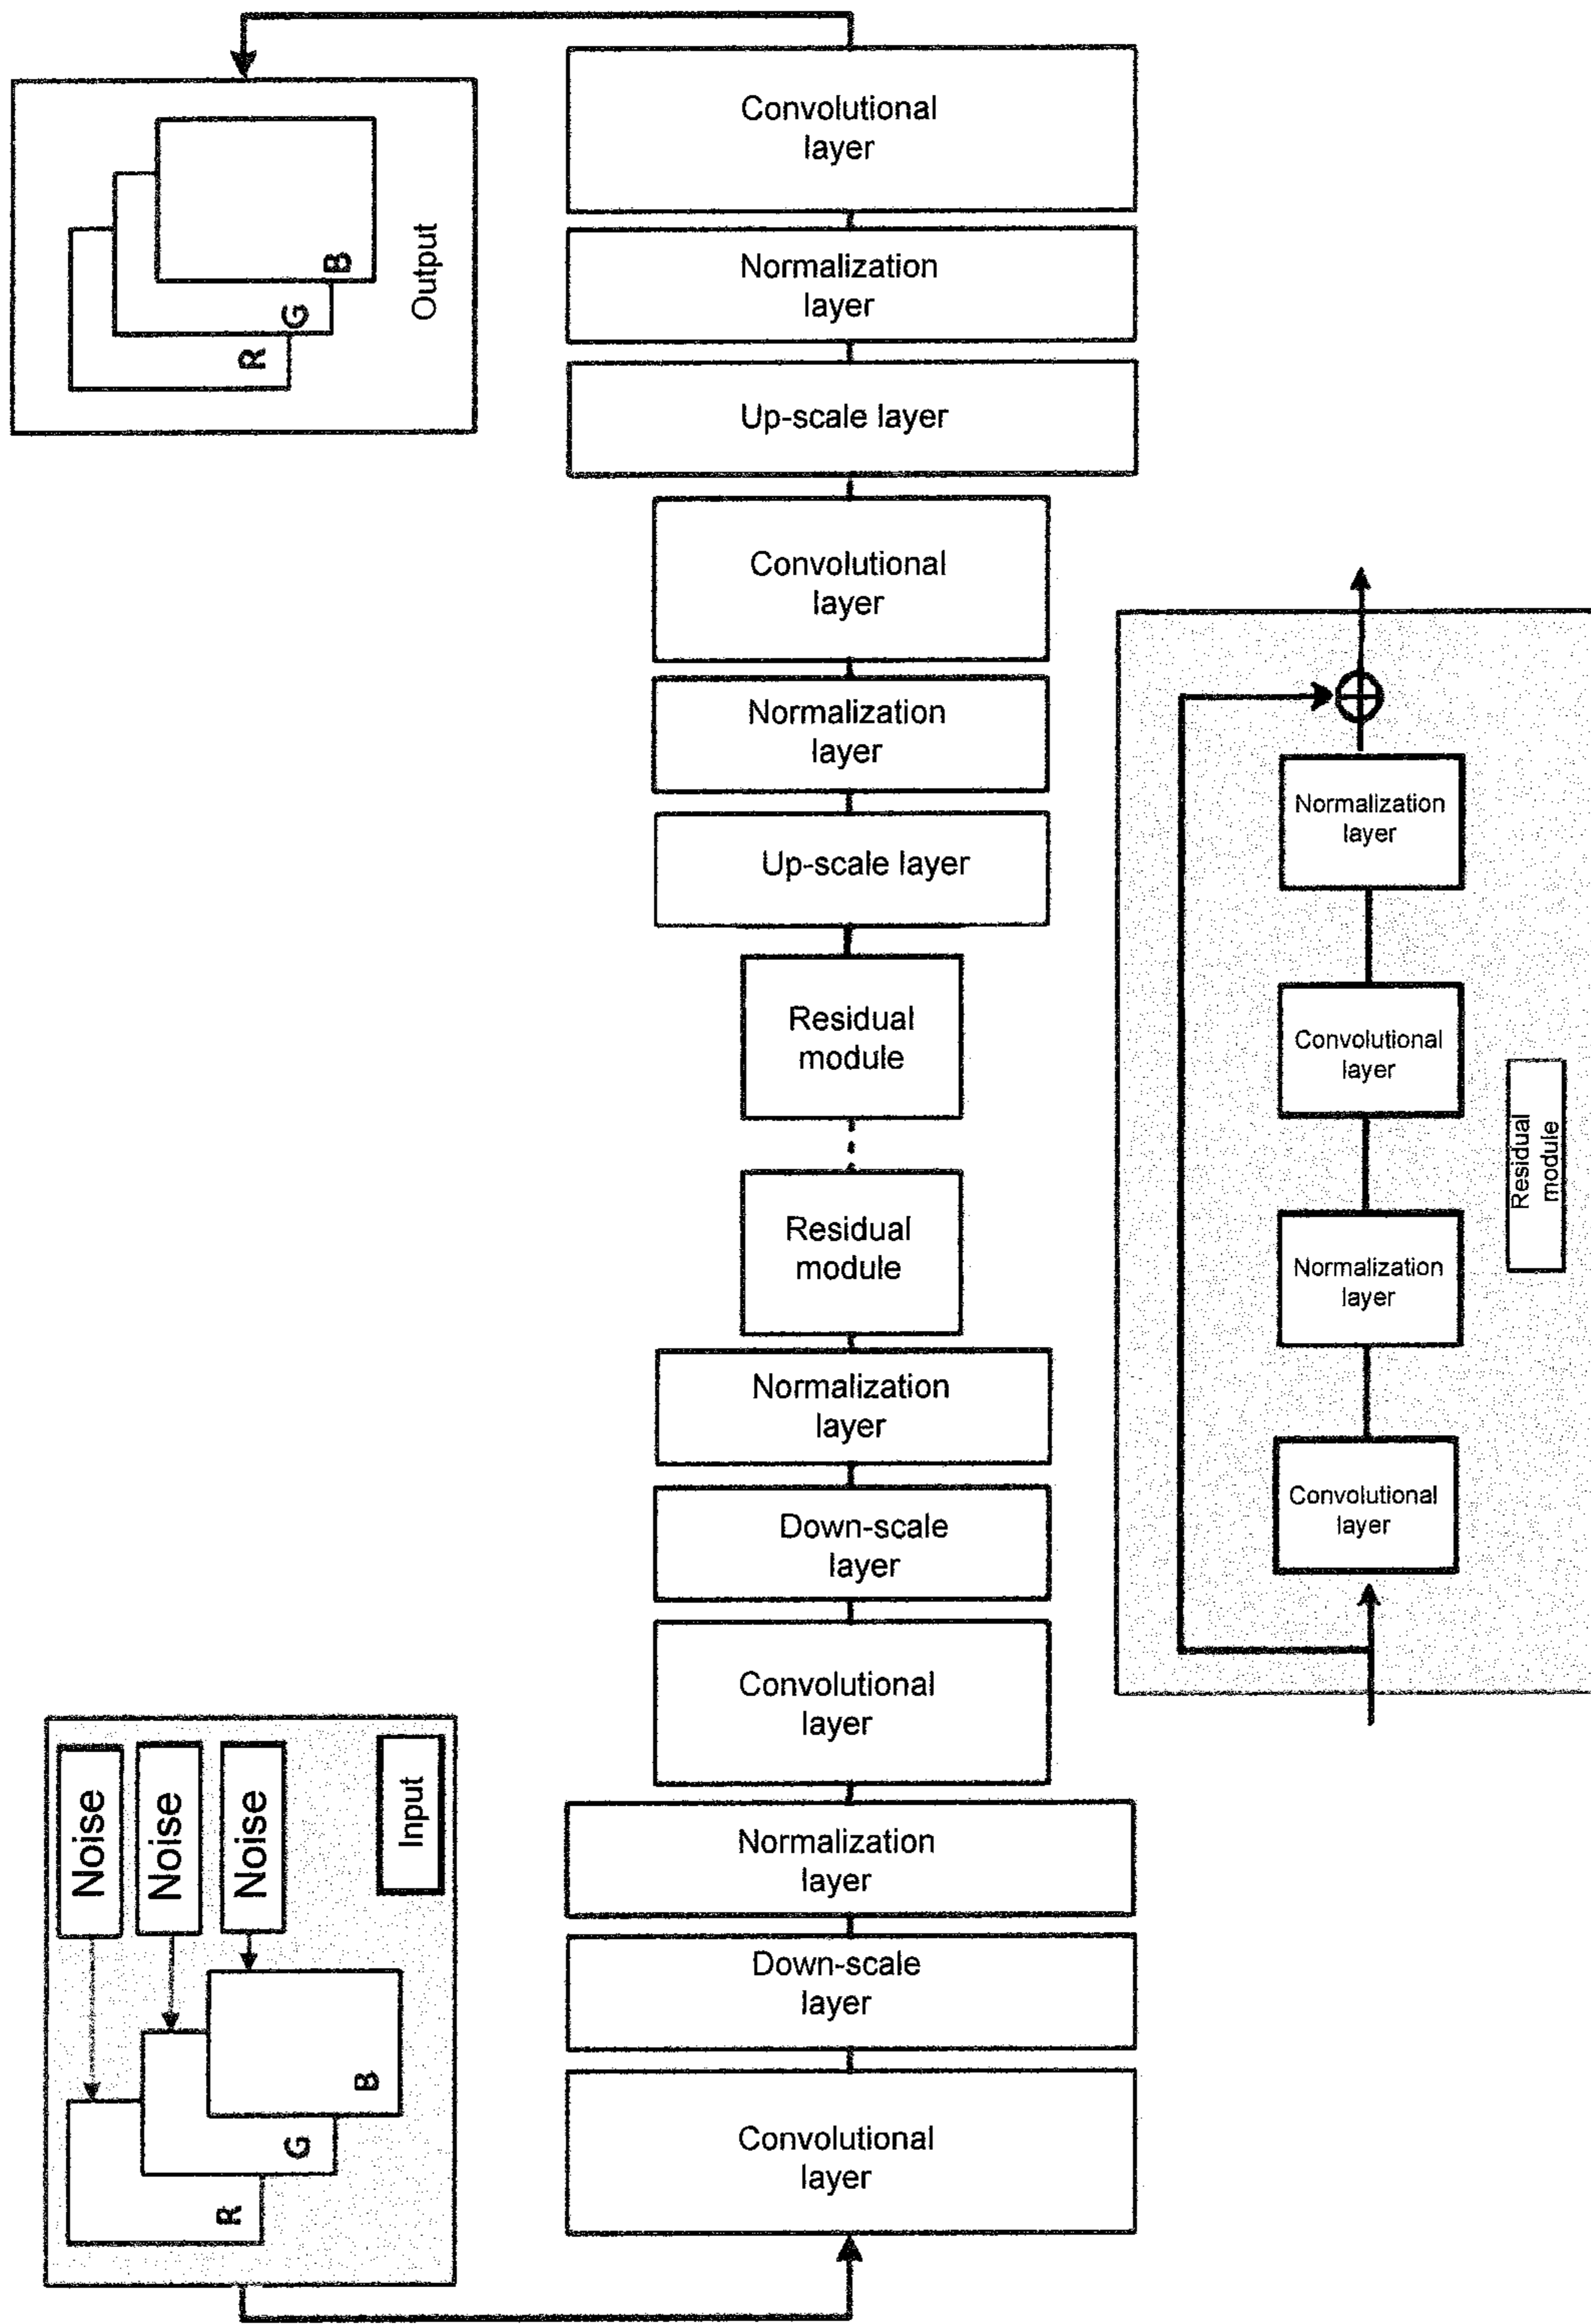 Convolutional
layer
Normalization
layer
Up-scale layer
Convolutional
layer
Normalization
layer
Up-scale layer
Residual
module
Residual
module
Normalization
layer
Down-scale
layer
Convolutional
layer
Normalization
layer
Down-scale
layer
Convolutional
layer
R
G
B
Output
Noise
Noise
Noise
Input
R
G
B
Normalization
layer
Convolutional
layer
Normalization
layer
Convolutional
layer
Residual
module